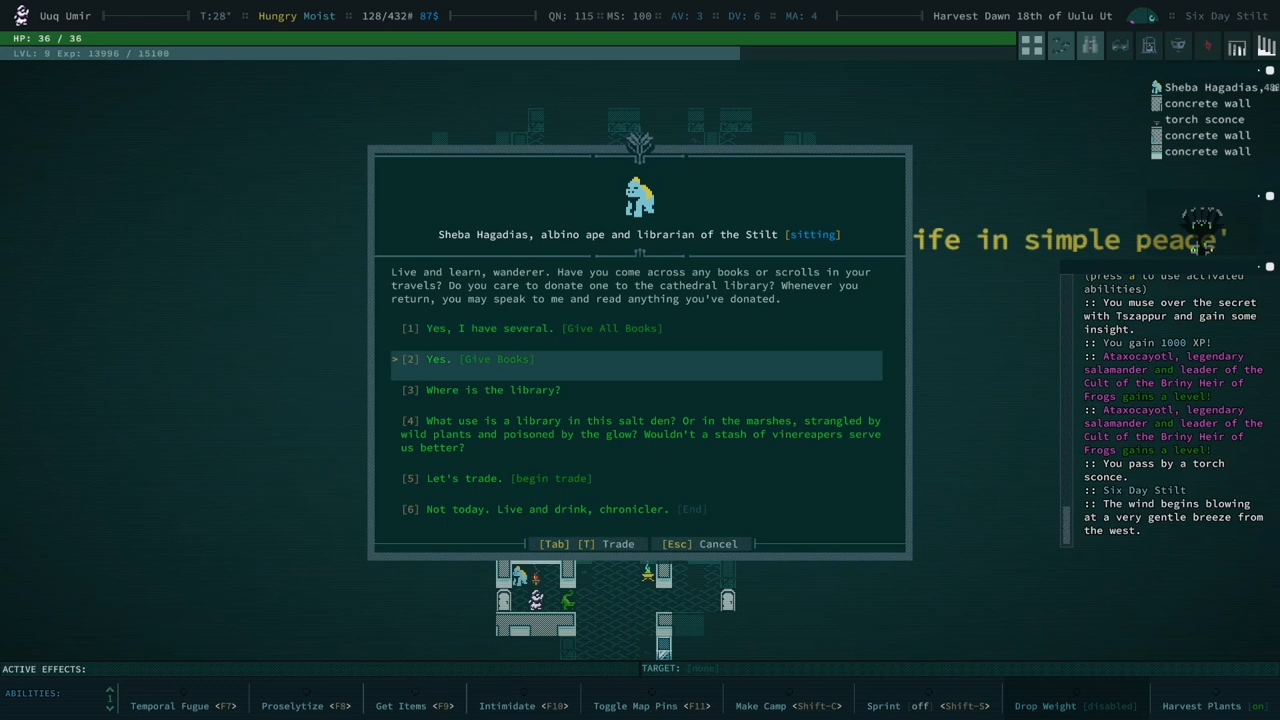 Uuq Umir T:28° Hungry Moist 128/432# 87$ QN: 115 MS: 100 AV: 3 DV: 6 MA: 4 Harvest Dawn 18th of Uulu Ut Six Day Stilt
HP: 36 / 36
LVL: 9 Exp: 13996 / 15100
Sheba Hagadias,
concrete wall
torch sconce
concrete wall
concrete wall
Sheba Hagadias, albino ape and librarian of the Stilt [sitting]
ife in simple peace'
Live and learn, wanderer. Have you come across any books or scrolls in your
travels? Do you care to donate one to the cathedral library? Whenever you
return, you may speak to me and read anything you've donated.
[1] Yes, I have several. [Give All Books]
>[2] Yes. [Give Books]
[3] Where is the library?
[4] What use is a library in this salt den? Or in the marshes, strangled by
wild plants and poisoned by the glow? Wouldn't a stash of vinereapers serve
us better?
[5] Let's trade. [begin trade]
[6] Not today. Live and drink, chronicler. [End]
[Tab] [T] Trade [Esc] Cancel
(press a to use activated
abilities)
:: You muse over the secret
with Tszappur and gain some
insight.
:: You gain 1000 XP!
:: Ataxocayotl, legendary
salamander and leader of the
Cult of the Briny Heir of
Frogs gains a level!
:: Ataxocayotl, legendary
salamander and leader of the
Cult of the Briny Heir of
Frogs gains a level!
:: You pass by a torch
sconce.
:: Six Day Stilt
:: The wind begins blowing
at a very gentle breeze from
the west.
ACTIVE EFFECTS: TARGET: [none]
ABILITIES: 1 Temporal Fugue <F7> Proselytize <F8> Get Items <F9> Intimidate <F10> Toggle Map Pins <F11> Make Camp <Shift-C> Sprint [off] <Shift-S> Drop Weight [disabled] Harvest Plants [on]